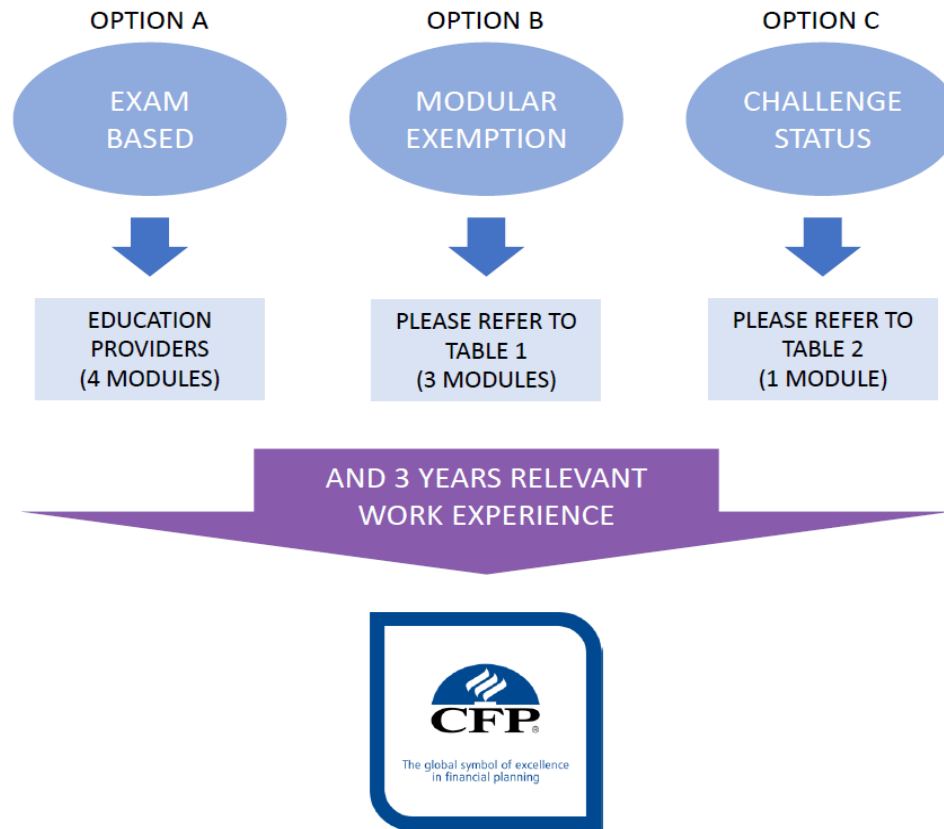 OPTION A
OPTION B
OPTION C
EXAM
BASED
MODULAR
EXEMPTION
CHALLENGE
STATUS
EDUCATION
PROVIDERS
(4 MODULES)
PLEASE REFER TO
TABLE 1
(3 MODULES)
PLEASE REFER TO
TABLE 2
(1 MODULE)
AND 3 YEARS RELEVANT
WORK EXPERIENCE
CFP®
The global symbol of excellence
in financial planning